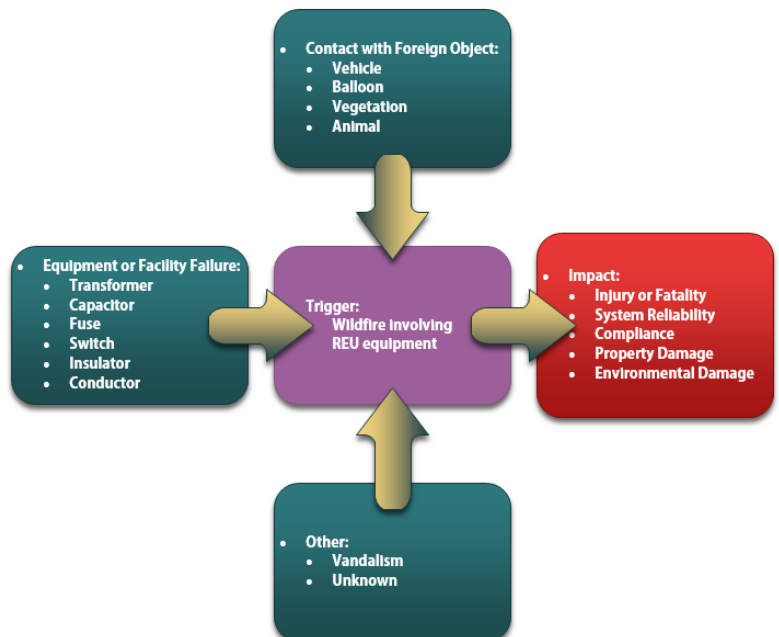 • Contact with Foreign Object:
• Vehicle
• Balloon
• Vegetation
• Animal
• Equipment or Facility Failure:
• Transformer
• Capacitor
• Fuse
• Switch
• Insulator
• Conductor
Trigger:
Wildfire involving
REU equipment
• Impact:
• Injury or Fatality
• System Reliability
• Compliance
• Property Damage
• Environmental Damage
• Other:
• Vandalism
• Unknown